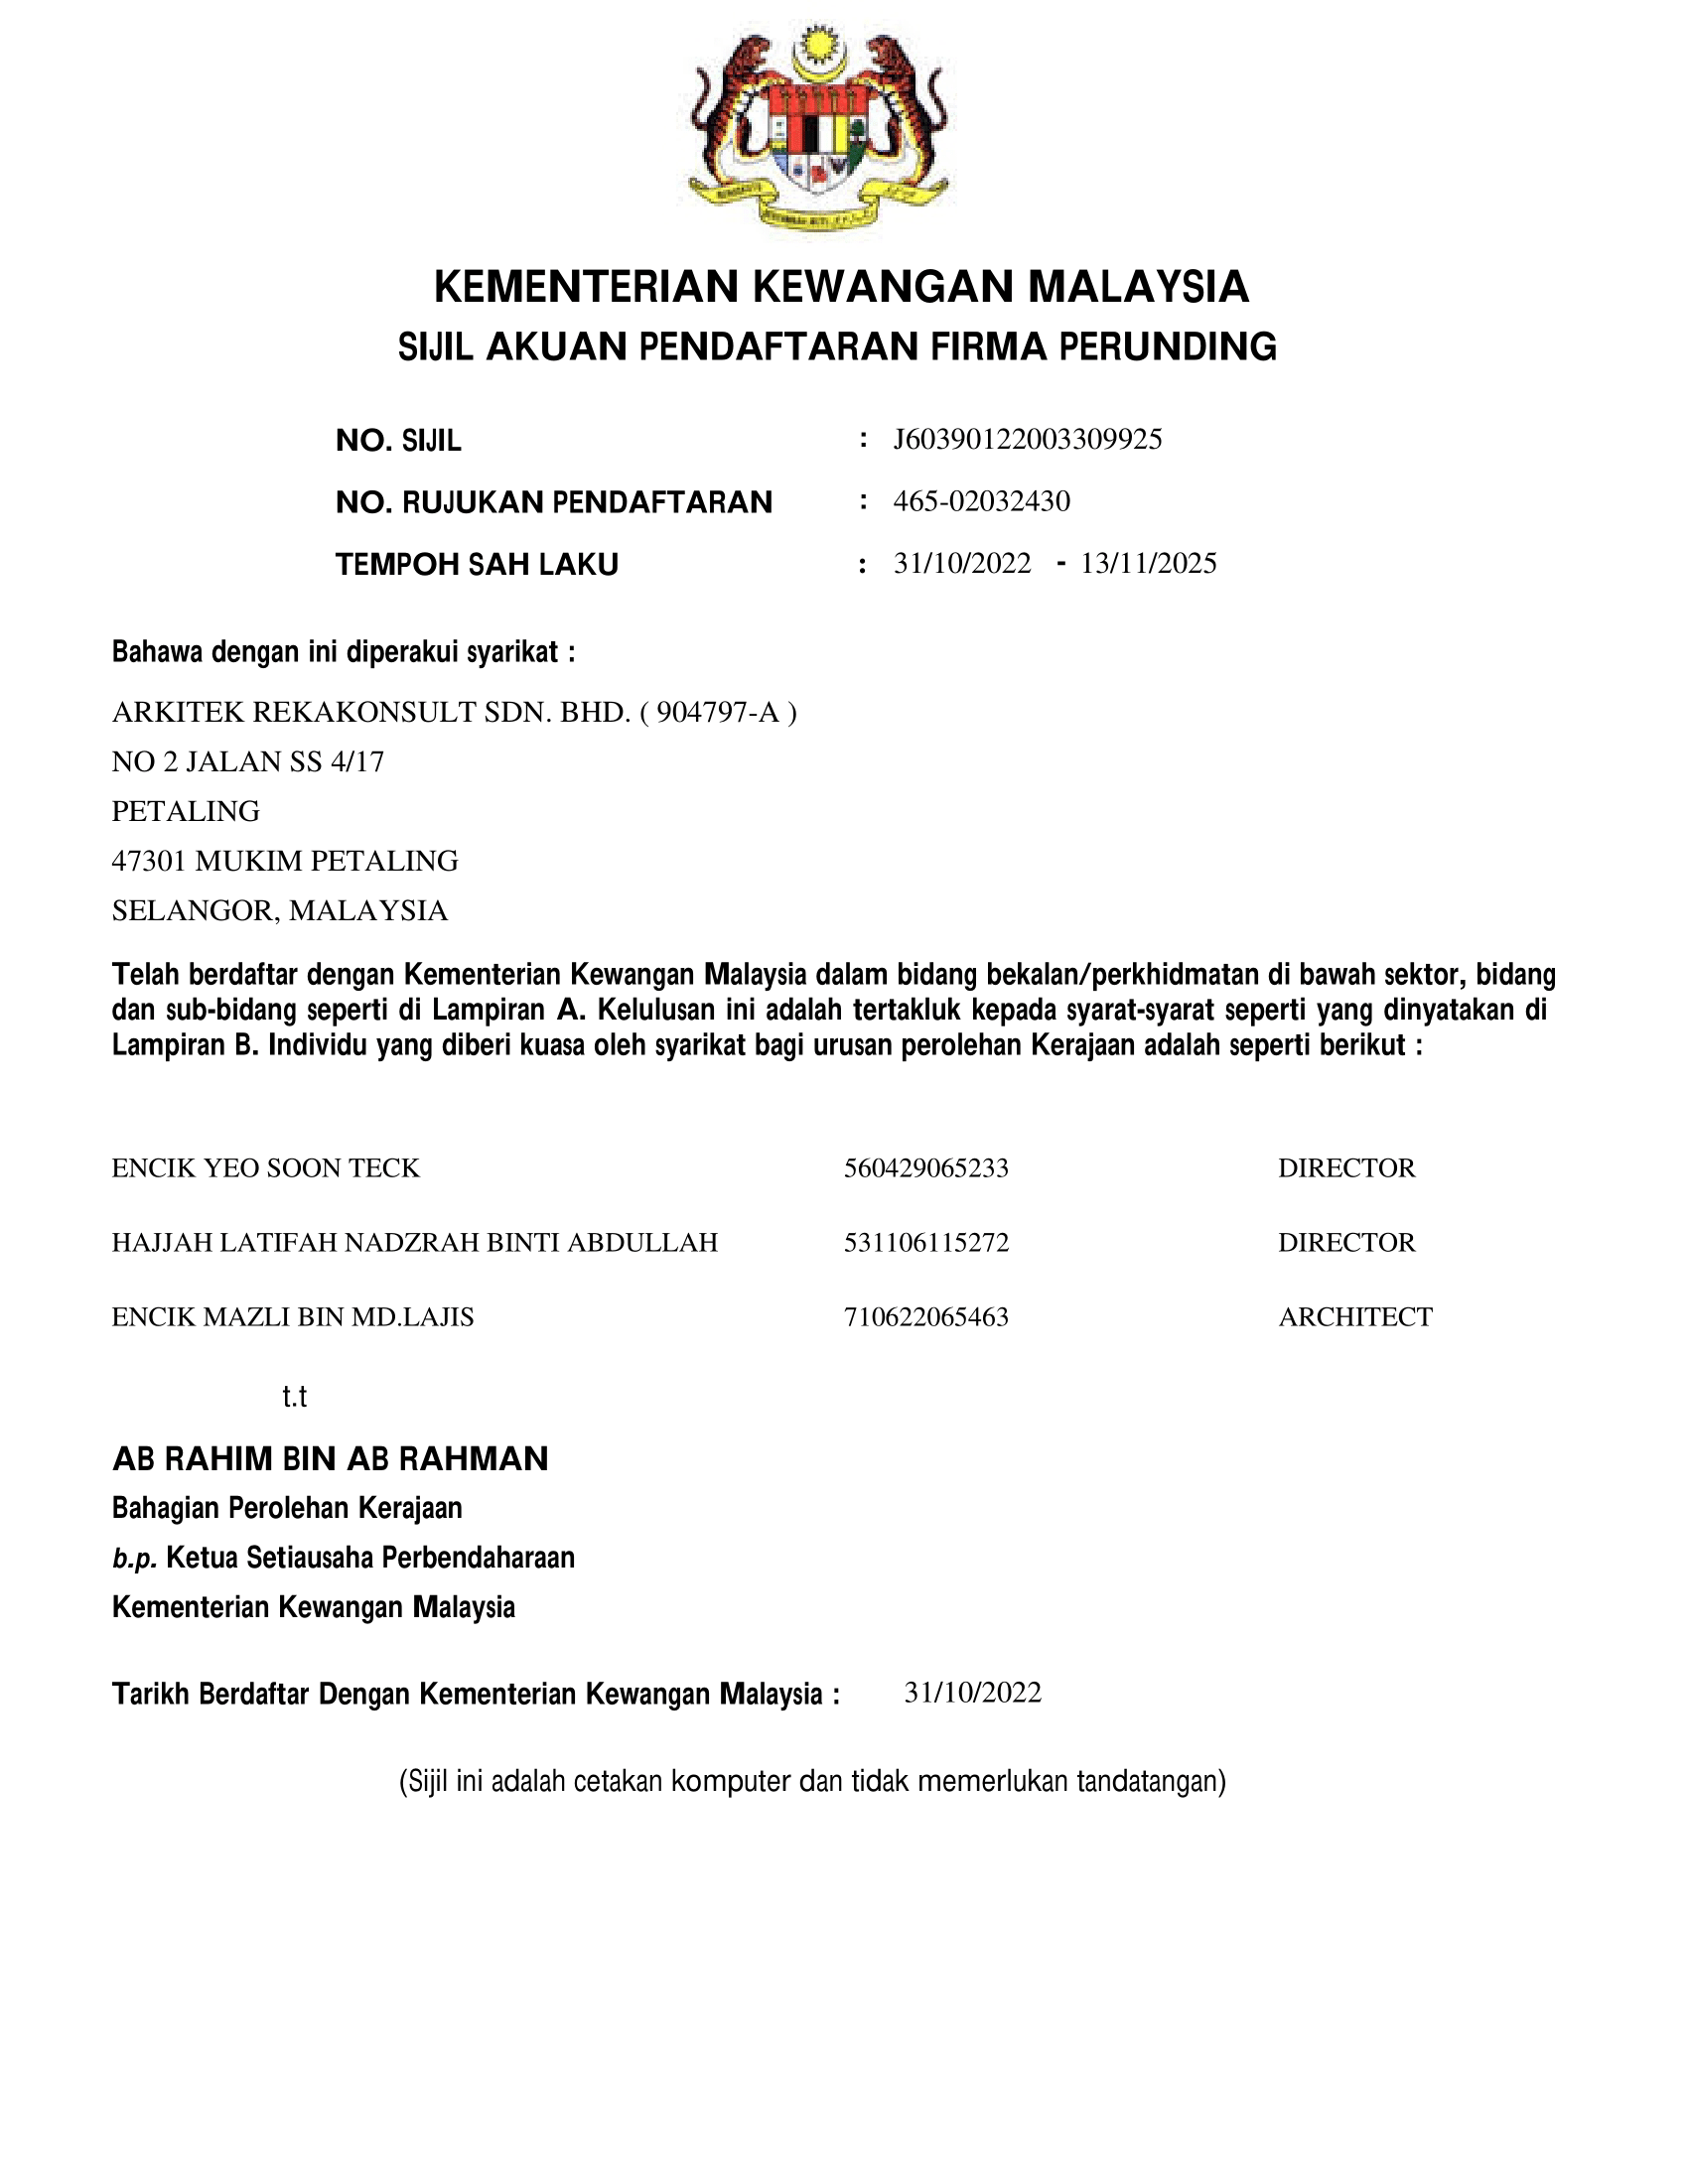 KEMENTERIAN KEWANGAN MALAYSIA
SIJIL AKUAN PENDAFTARAN FIRMA PERUNDING
NO. SIJIL : J60390122003309925
NO. RUJUKAN PENDAFTARAN : 465-02032430
TEMPOH SAH LAKU : 31/10/2022 - 13/11/2025
Bahawa dengan ini diperakui syarikat :
ARKITEK REKAKONSULT SDN. BHD. ( 904797-A )
NO 2 JALAN SS 4/17
PETALING
47301 MUKIM PETALING
SELANGOR, MALAYSIA
Telah berdaftar dengan Kementerian Kewangan Malaysia dalam bidang bekalan/perkhidmatan di bawah sektor, bidang
dan sub-bidang seperti di Lampiran A. Kelulusan ini adalah tertakluk kepada syarat-syarat seperti yang dinyatakan di
Lampiran B. Individu yang diberi kuasa oleh syarikat bagi urusan perolehan Kerajaan adalah seperti berikut :
ENCIK YEO SOON TECK 560429065233 DIRECTOR
HAJJAH LATIFAH NADZRAH BINTI ABDULLAH 531106115272 DIRECTOR
ENCIK MAZLI BIN MD.LAJIS 710622065463 ARCHITECT
t.t
AB RAHIM BIN AB RAHMAN
Bahagian Perolehan Kerajaan
b.p. Ketua Setiausaha Perbendaharaan
Kementerian Kewangan Malaysia
Tarikh Berdaftar Dengan Kementerian Kewangan Malaysia : 31/10/2022
(Sijil ini adalah cetakan komputer dan tidak memerlukan tandatangan)